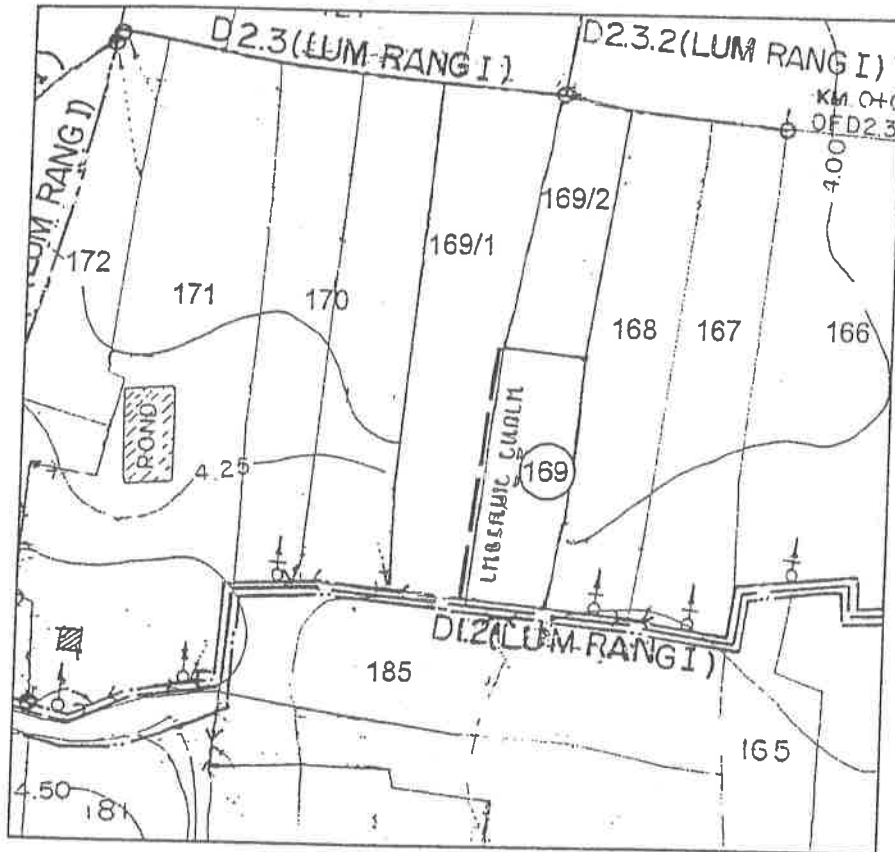 D2.3(LUM RANG I)
D2.3.2(LUM RANG I)
KM. 0+0
OF D2.3
4.00
LUM RANG I)
169/2
169/1
172
171
170
168
167
166
POND
169
4.25
D1.2(LUM RANG I)
185
165
4.50
181